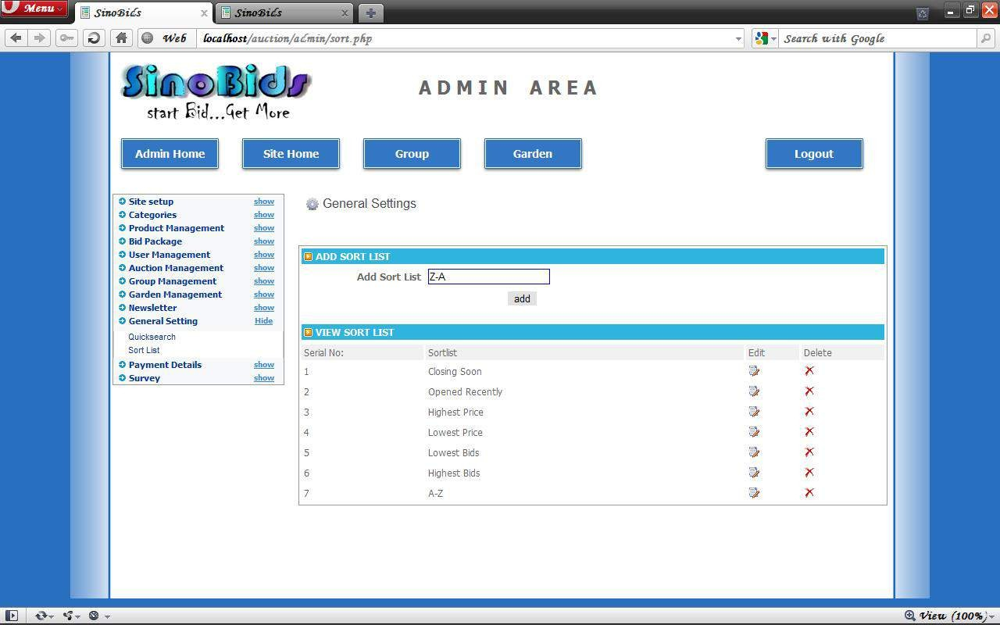 Menu
SinoBids
SinoBids
Web
localhost/auction/admin/sort.php
Search with Google
SinoBids
start Bid...Get More
ADMIN AREA
Admin Home
Site Home
Group
Garden
Logout
Site setup show
Categories show
Product Management show
Bid Package show
User Management show
Auction Management show
Group Management show
Garden Management show
Newsletter show
General Setting Hide
Quicksearch
Sort List
Payment Details show
Survey show
General Settings
ADD SORT LIST
Add Sort List Z-A
add
VIEW SORT LIST
Serial No: Sortlist Edit Delete
1 Closing Soon
2 Opened Recently
3 Highest Price
4 Lowest Price
5 Lowest Bids
6 Highest Bids
7 A-Z
View (100%)